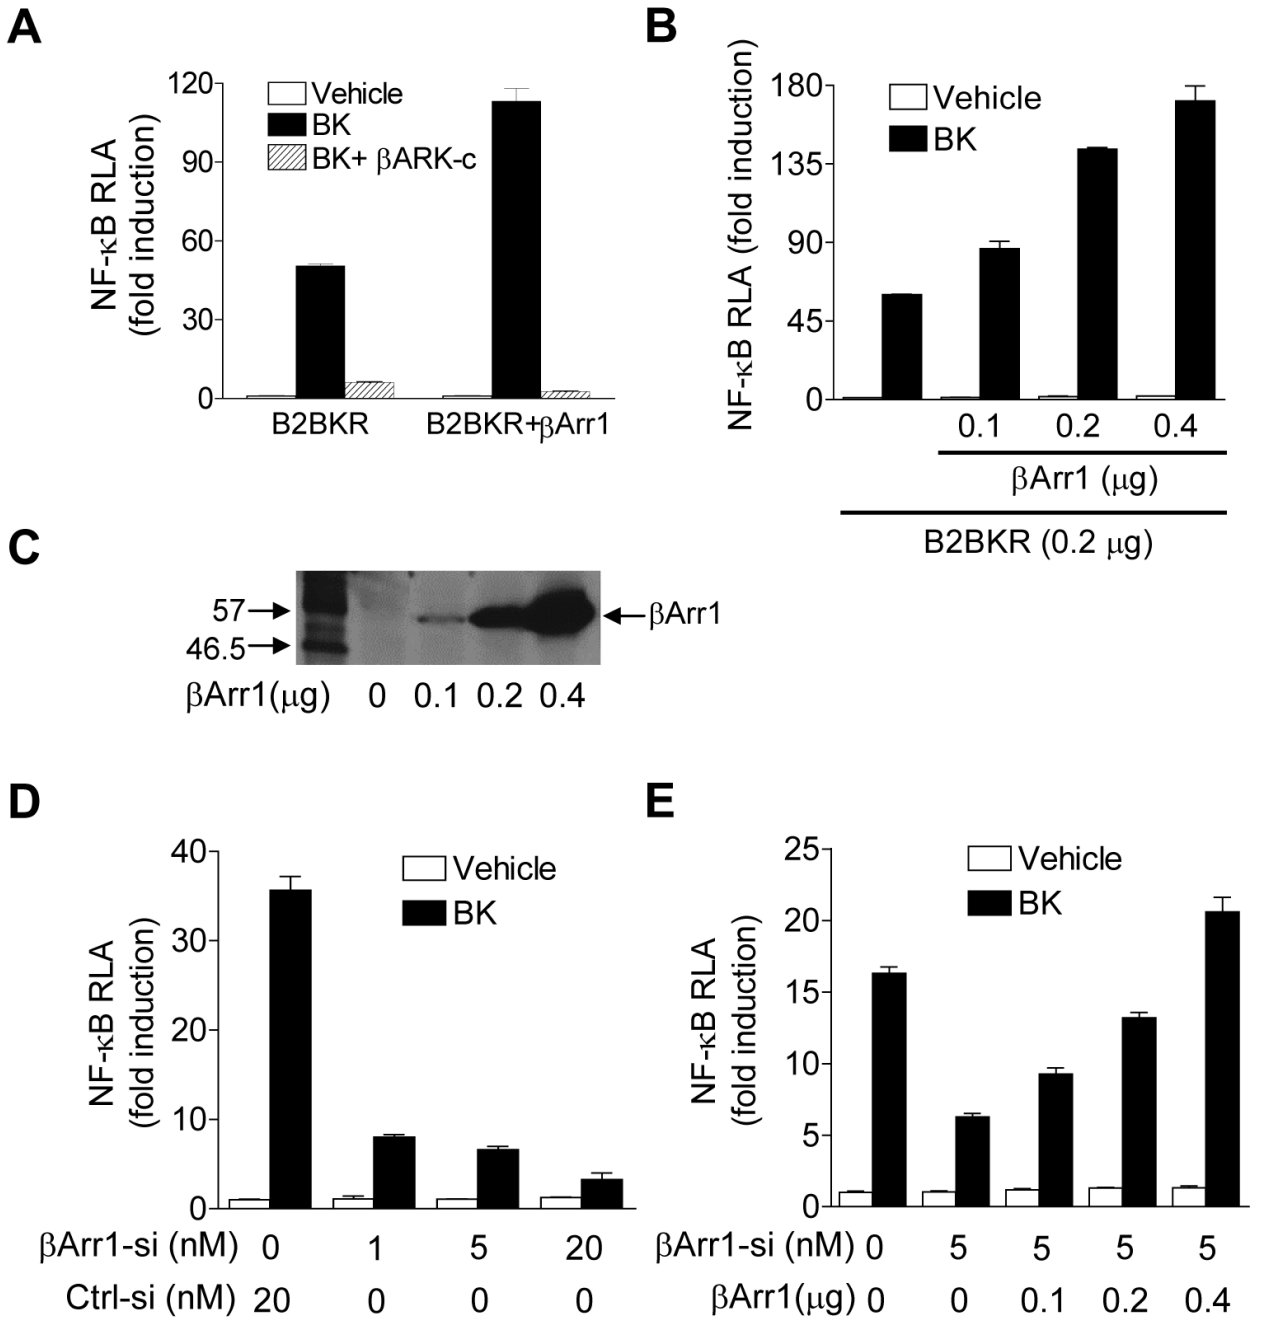 A
NF-κB RLA
(fold induction)
120
90
60
30
0
Vehicle
BK
BK+ βARK-c
B2BKR
B2BKR+βArr1
B
NF-κB RLA (fold induction)
180
135
90
45
0
Vehicle
BK
0.1 0.2 0.4
βArr1 (μg)
B2BKR (0.2 μg)
C
57
46.5
βArr1
βArr1(μg) 0 0.1 0.2 0.4
D
NF-κB RLA
(fold induction)
40
30
20
10
0
Vehicle
BK
βArr1-si (nM) 0 1 5 20
Ctrl-si (nM) 20 0 0 0
E
NF-κB RLA
(fold induction)
25
20
15
10
5
0
Vehicle
BK
βArr1-si (nM) 0 5 5 5 5
βArr1(μg) 0 0 0.1 0.2 0.4